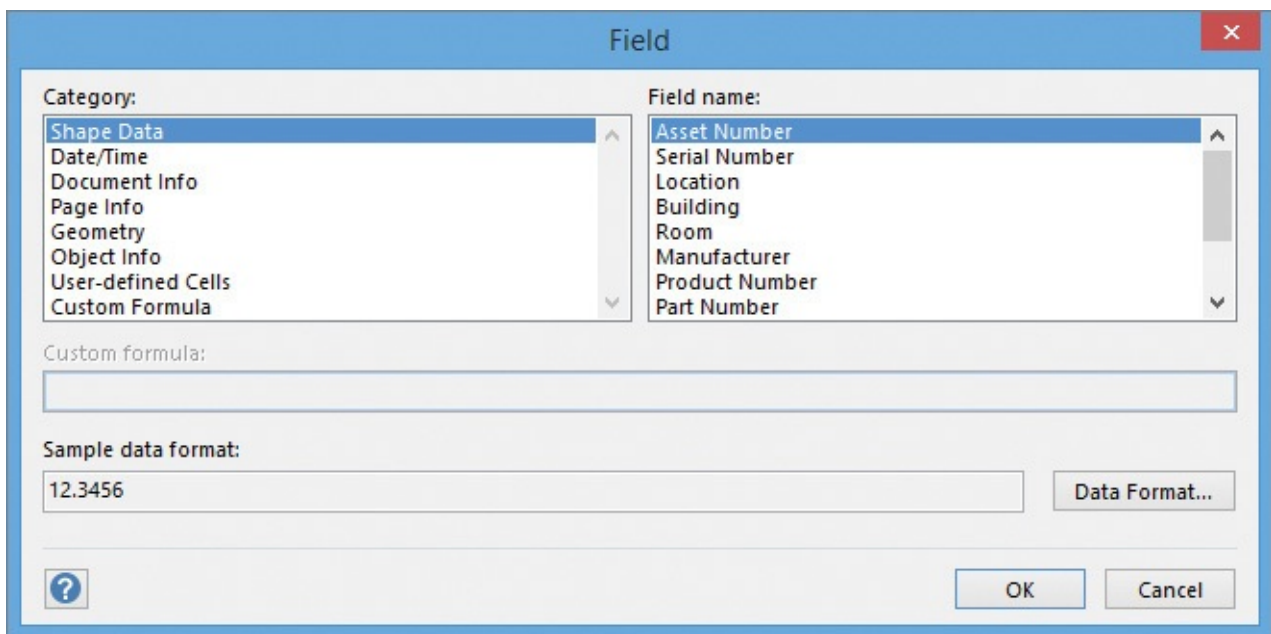 Field
Category:
Shape Data
Date/Time
Document Info
Page Info
Geometry
Object Info
User-defined Cells
Custom Formula
Field name:
Asset Number
Serial Number
Location
Building
Room
Manufacturer
Product Number
Part Number
Custom formula:
Sample data format:
12.3456
Data Format...
?
OK
Cancel